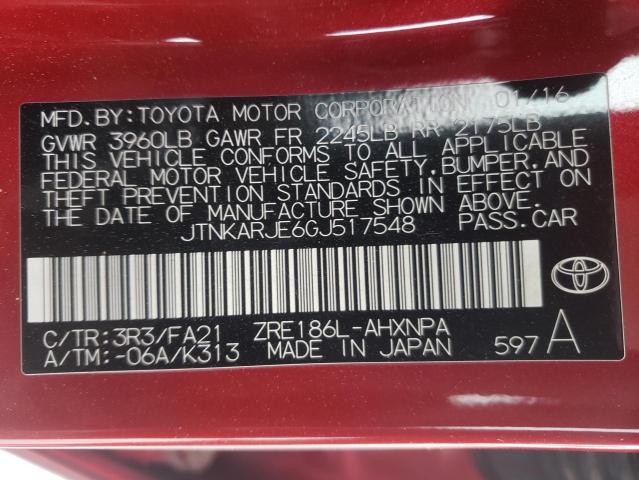 MFD.BY:TOYOTA MOTOR CORPORATION 01/16
GVWR 3960LB GAWR FR 2245LB RR 2175LB
THIS VEHICLE CONFORMS TO ALL APPLICABLE
FEDERAL MOTOR VEHICLE SAFETY,BUMPER,AND
THEFT PREVENTION STANDARDS IN EFFECT ON
THE DATE OF MANUFACTURE SHOWN ABOVE.
JTNKARJE6GJ517548 PASS.CAR
C/TR:3R3/FA21 ZRE186L-AHXNPA
A/TM:-06A/K313 MADE IN JAPAN 597 A